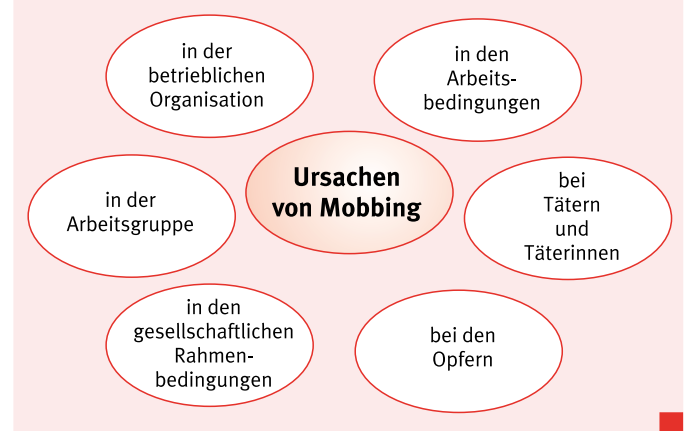 in der
betrieblichen
Organisation
in den
Arbeits-
bedingungen
Ursachen
von Mobbing
in der
Arbeitsgruppe
bei
Tätern
und
Täterinnen
in den
gesellschaftlichen
Rahmen-
bedingungen
bei den
Opfern